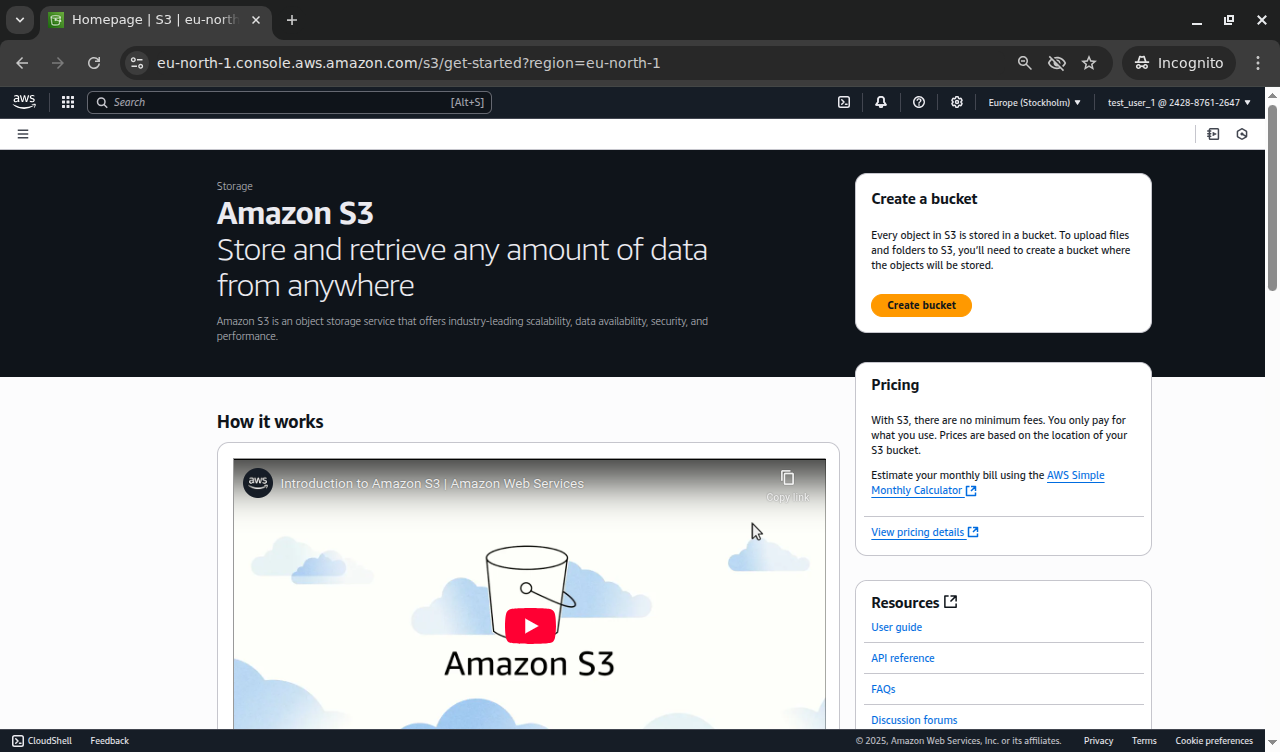 Homepage | S3 | eu-north
eu-north-1.console.aws.amazon.com/s3/get-started?region=eu-north-1
Incognito
aws
Search
[Alt+S]
Europe (Stockholm)
test_user_1 @ 2428-8761-2647
Storage
Amazon S3
Store and retrieve any amount of data
from anywhere
Amazon S3 is an object storage service that offers industry-leading scalability, data availability, security, and
performance.
Create a bucket
Every object in S3 is stored in a bucket. To upload files
and folders to S3, you'll need to create a bucket where
the objects will be stored.
Create bucket
Pricing
With S3, there are no minimum fees. You only pay for
what you use. Prices are based on the location of your
S3 bucket.
Estimate your monthly bill using the AWS Simple
Monthly Calculator
View pricing details
How it works
aws
Introduction to Amazon S3 | Amazon Web Services
Copy link
Amazon S3
Resources
User guide
API reference
FAQs
Discussion forums
CloudShell
Feedback
© 2025, Amazon Web Services, Inc. or its affiliates.
Privacy
Terms
Cookie preferences